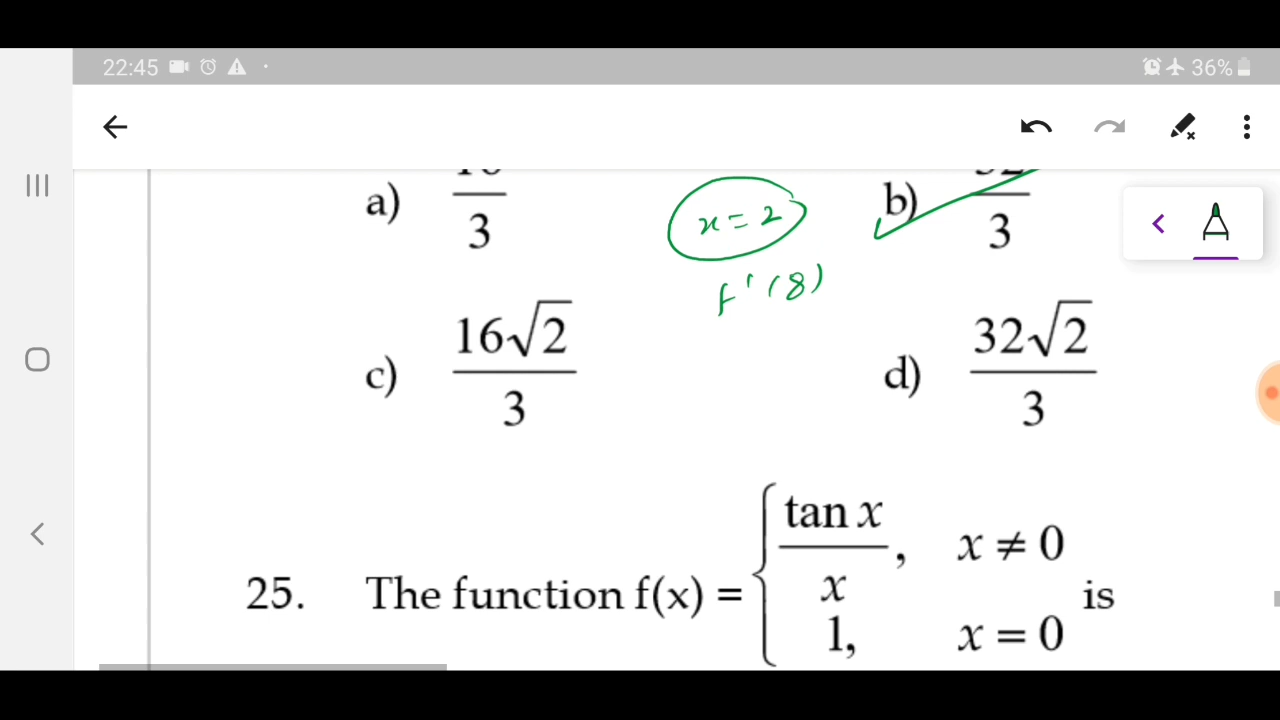 22:45 36%
a) 3 x = 2 b) 3
f'(8)
c) 16√2/3 d) 32√2/3
tan x
25. The function f(x) = { ―, x ≠ 0 is
x
1, x = 0